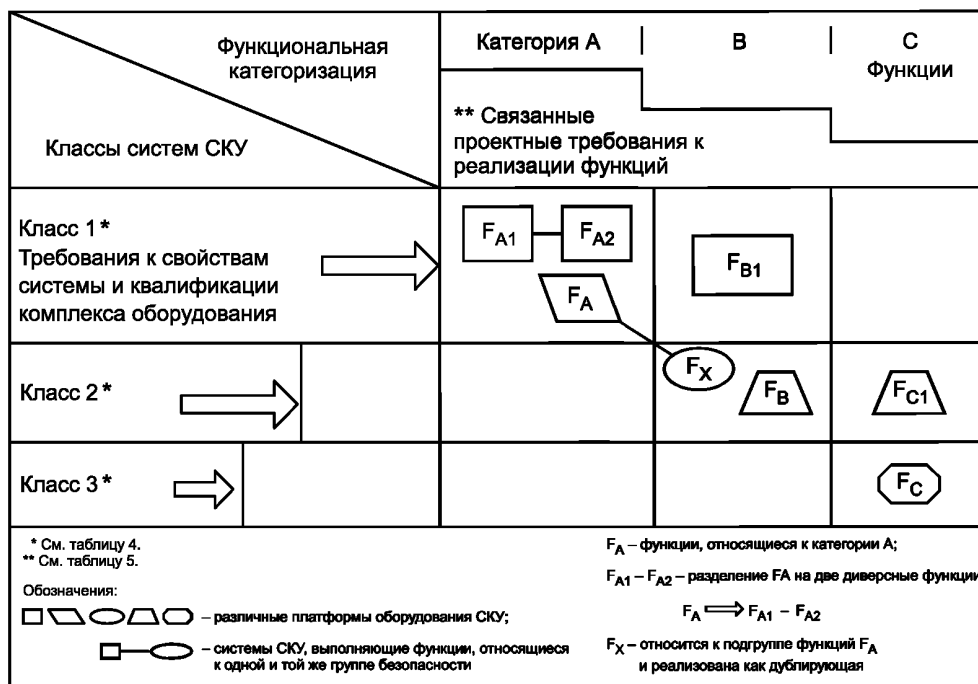 Функциональная
категоризация
Классы систем СКУ
Категория А
В
С
Функции
** Связанные
проектные требования к
реализации функций
Класс 1 *
Требования к свойствам
системы и квалификации
комплекса оборудования
FA1
FA2
FA
FB1
Класс 2 *
FX
FB
FC1
Класс 3 *
FC
* См. таблицу 4.
** См. таблицу 5.
Обозначения:
– различные платформы оборудования СКУ;
– системы СКУ, выполняющие функции, относящиеся
к одной и той же группе безопасности
FA – функции, относящиеся к категории А;
FA1 – FA2 – разделение FA на две диверсные функции
FA ⟹ FA1 – FA2
FX – относится к подгруппе функций FA
и реализована как дублирующая